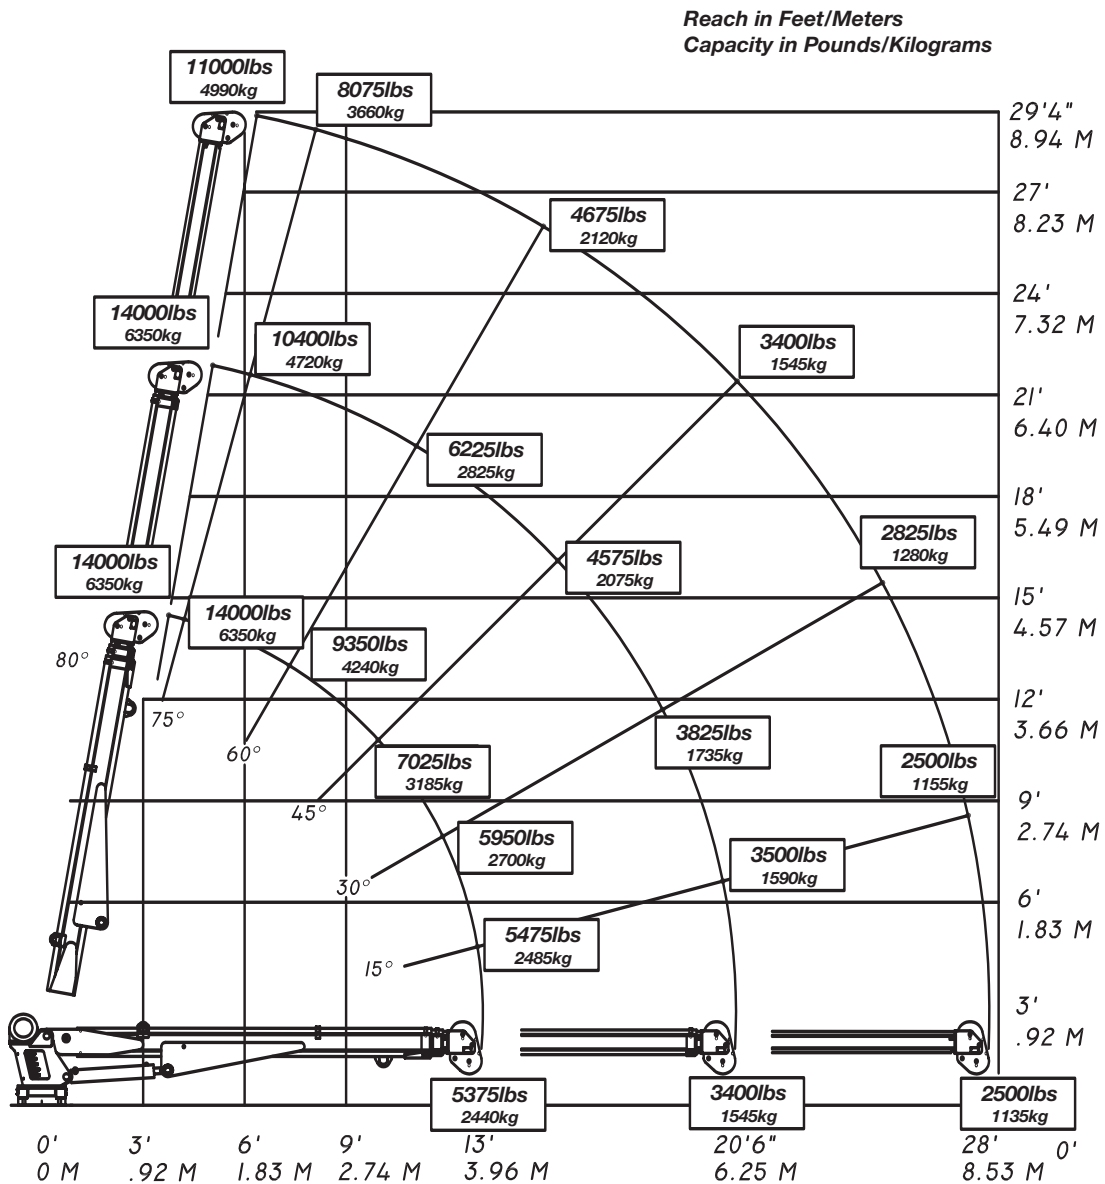 Reach in Feet/Meters
Capacity in Pounds/Kilograms
11000lbs
4990kg
8075lbs
3660kg
29'4"
8.94 M
27'
8.23 M
4675lbs
2120kg
24'
7.32 M
14000lbs
6350kg
10400lbs
4720kg
3400lbs
1545kg
21'
6.40 M
6225lbs
2825kg
18'
5.49 M
14000lbs
6350kg
4575lbs
2075kg
2825lbs
1280kg
15'
4.57 M
14000lbs
6350kg
9350lbs
4240kg
80°
75°
12'
3.66 M
60°
7025lbs
3185kg
3825lbs
1735kg
2500lbs
1155kg
45°
9'
2.74 M
5950lbs
2700kg
3500lbs
1590kg
30°
6'
1.83 M
5475lbs
2485kg
15°
3'
.92 M
5375lbs
2440kg
3400lbs
1545kg
2500lbs
1135kg
0' 3' 6' 9' 13' 20'6" 28' 0'
0 M .92 M 1.83 M 2.74 M 3.96 M 6.25 M 8.53 M